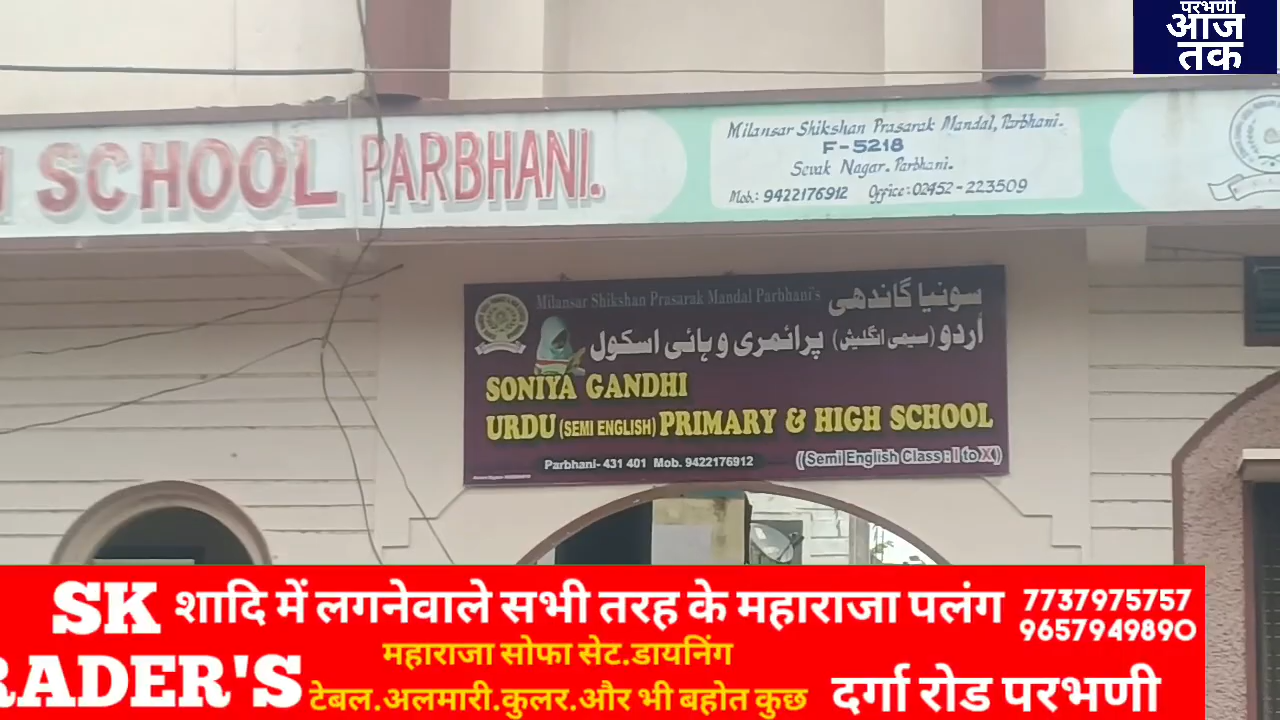 परभणी
आज
तक
SCHOOL PARBHANI.
Milansar Shikshan Prasarak Mandal, Parbhani.
F-5218
Sevak Nagar. Parbhani.
Mob.: 9422176912 Office: 02452-223509
Milansar Shikshan Prasarak Mandal Parbhani's
سونیا گاندھی
اُردو (سیمی انگلیش) پرائمری و ہائی اسکول
SONIYA GANDHI
URDU (SEMI ENGLISH) PRIMARY & HIGH SCHOOL
Parbhani- 431 401 Mob. 9422176912
(Semi English Class : I to X)
SK शादि में लगनेवाले सभी तरह के महाराजा पलंग
7737975757
9657949890
RADER'S
महाराजा सोफा सेट.डायनिंग
टेबल.अलमारी.कुलर.और भी बहोत कुछ
दर्गा रोड परभणी